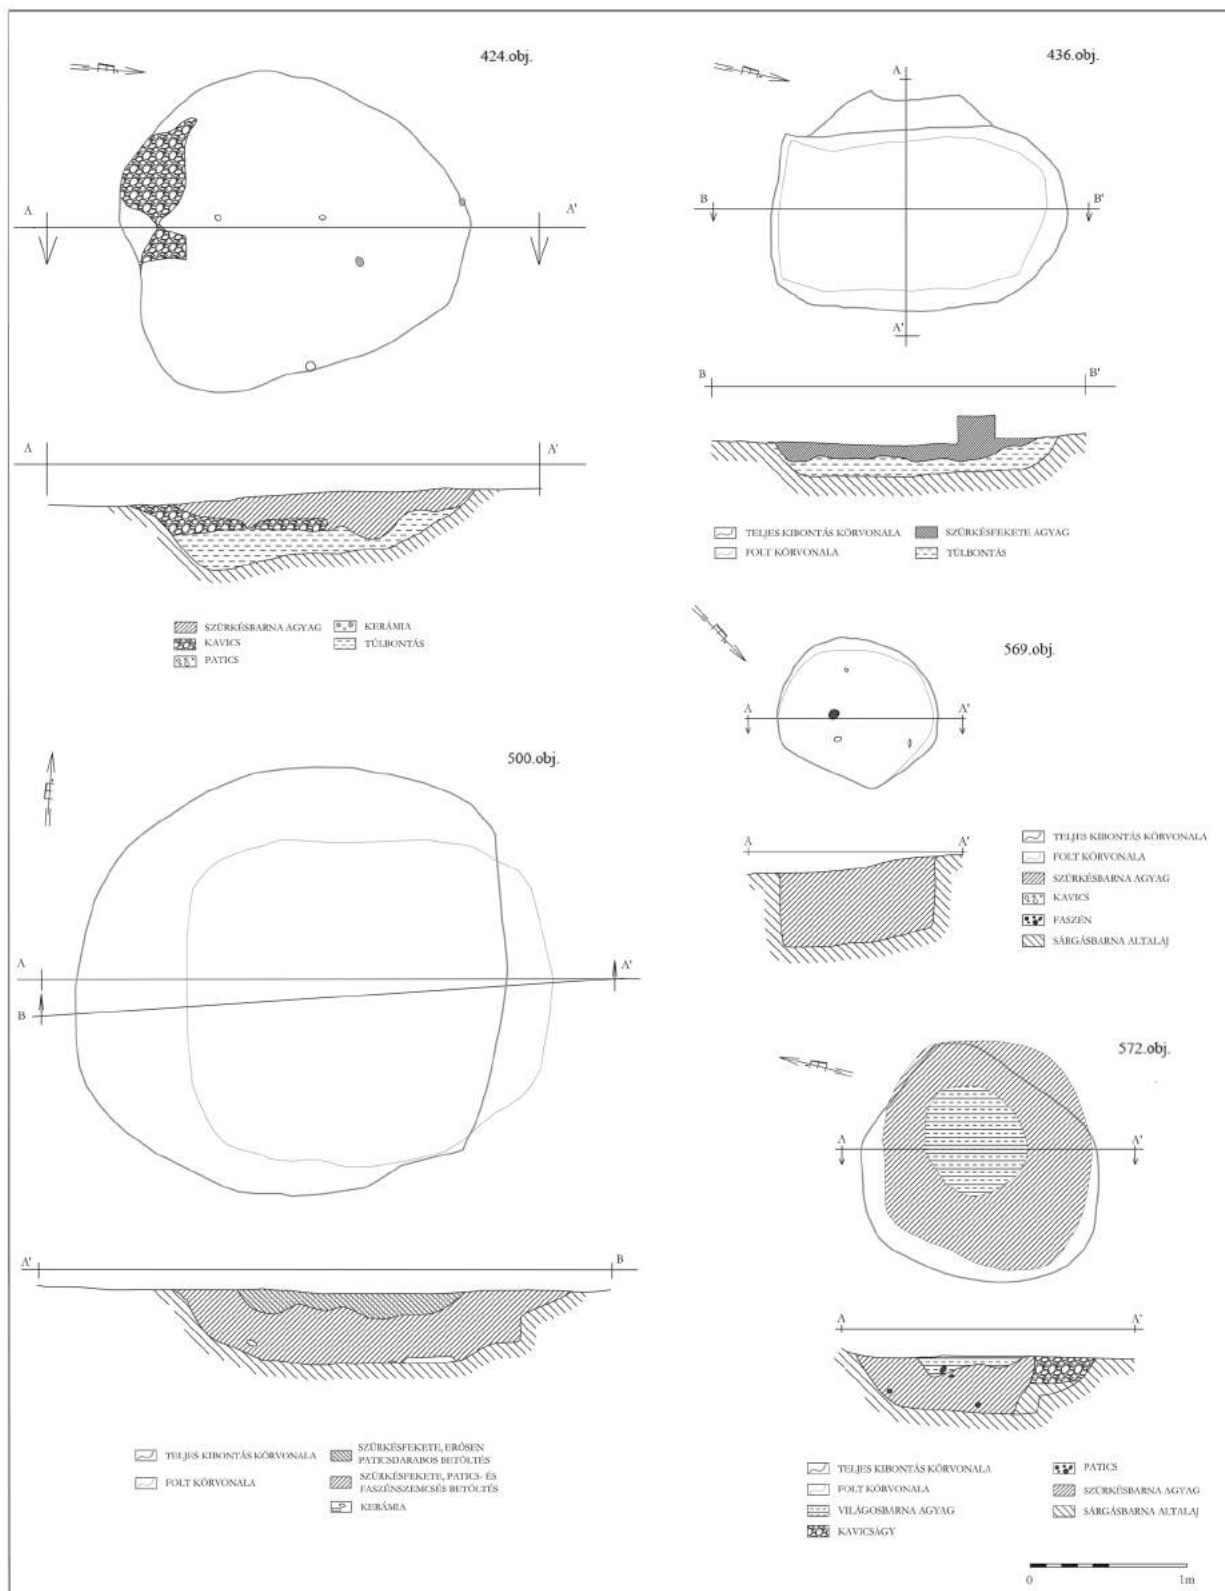 424.obj.
É
A
A'
A
A'
SZÜRKÉSBARNA AGYAG
KAVICS
PATICS
KERÁMIA
TÚLBONTÁS
436.obj.
É
A
B
B'
A'
B
B'
TELJES KIBONTÁS KÖRVONALA
FOLT KÖRVONALA
SZÜRKÉSFEKETE AGYAG
TÚLBONTÁS
500.obj.
É
A
A'
B
A'
B
TELJES KIBONTÁS KÖRVONALA
FOLT KÖRVONALA
SZÜRKÉSFEKETE, ERŐSEN
PATICSDARABOS BETÖLTÉS
SZÜRKÉSFEKETE, PATICS- ÉS
FASZÉNSZEMCSÉS BETÖLTÉS
KERÁMIA
569.obj.
É
A
A'
A
A'
TELJES KIBONTÁS KÖRVONALA
FOLT KÖRVONALA
SZÜRKÉSBARNA AGYAG
KAVICS
FASZÉN
SÁRGÁSBARNA ALTALAJ
572.obj.
É
A
A'
A
A'
TELJES KIBONTÁS KÖRVONALA
FOLT KÖRVONALA
VILÁGOSBARNA AGYAG
KAVICSÁGY
PATICS
SZÜRKÉSBARNA AGYAG
SÁRGÁSBARNA ALTALAJ
0 1m